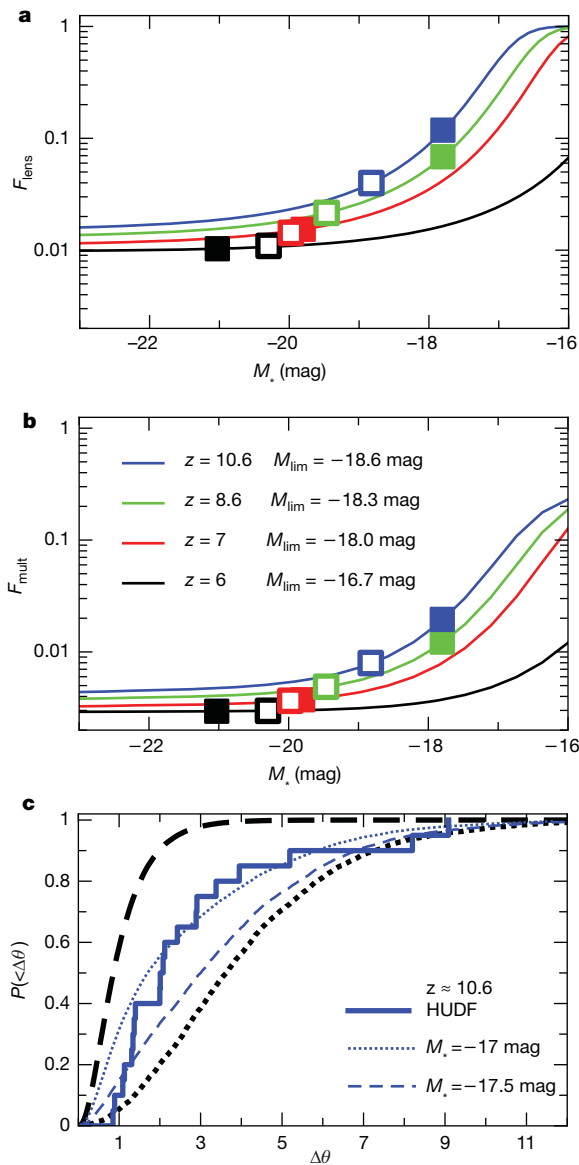 a
1
0.1
0.01
F_lens
−22
−20
−18
−16
M_* (mag)
b
1
0.1
0.01
F_mult
z = 10.6 M_lim = −18.6 mag
z = 8.6 M_lim = −18.3 mag
z = 7 M_lim = −18.0 mag
z = 6 M_lim = −16.7 mag
−22
−20
−18
−16
M_* (mag)
c
1
0.8
0.6
0.4
0.2
0
P(<Δθ)
z ≈ 10.6
HUDF
M_* =−17 mag
M_* =−17.5 mag
1
3
5
7
9
11
Δθ